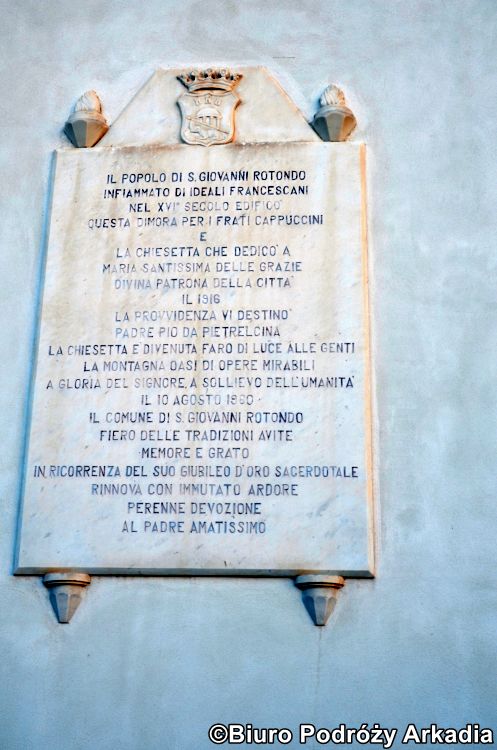 IL POPOLO DI S. GIOVANNI ROTONDO
INFIAMMATO DI IDEALI FRANCESCANI
NEL XVI° SECOLO EDIFICO'
QUESTA DIMORA PER I FRATI CAPPUCCINI
E
LA CHIESETTA CHE DEDICO' A
MARIA SANTISSIMA DELLE GRAZIE
DIVINA PATRONA DELLA CITTA'
IL 1916
LA PROVVIDENZA VI DESTINO'
PADRE PIO DA PIETRELCINA
LA CHIESETTA E' DIVENUTA FARO DI LUCE ALLE GENTI
LA MONTAGNA OASI DI OPERE MIRABILI
A GLORIA DEL SIGNORE, A SOLLIEVO DELL'UMANITA'
IL 10 AGOSTO 1960
IL COMUNE DI S. GIOVANNI ROTONDO
FIERO DELLE TRADIZIONI AVITE
MEMORE E GRATO
IN RICORRENZA DEL SUO GIUBILEO D'ORO SACERDOTALE
RINNOVA CON IMMUTATO ARDORE
PERENNE DEVOZIONE
AL PADRE AMATISSIMO
©Biuro Podróży Arkadia